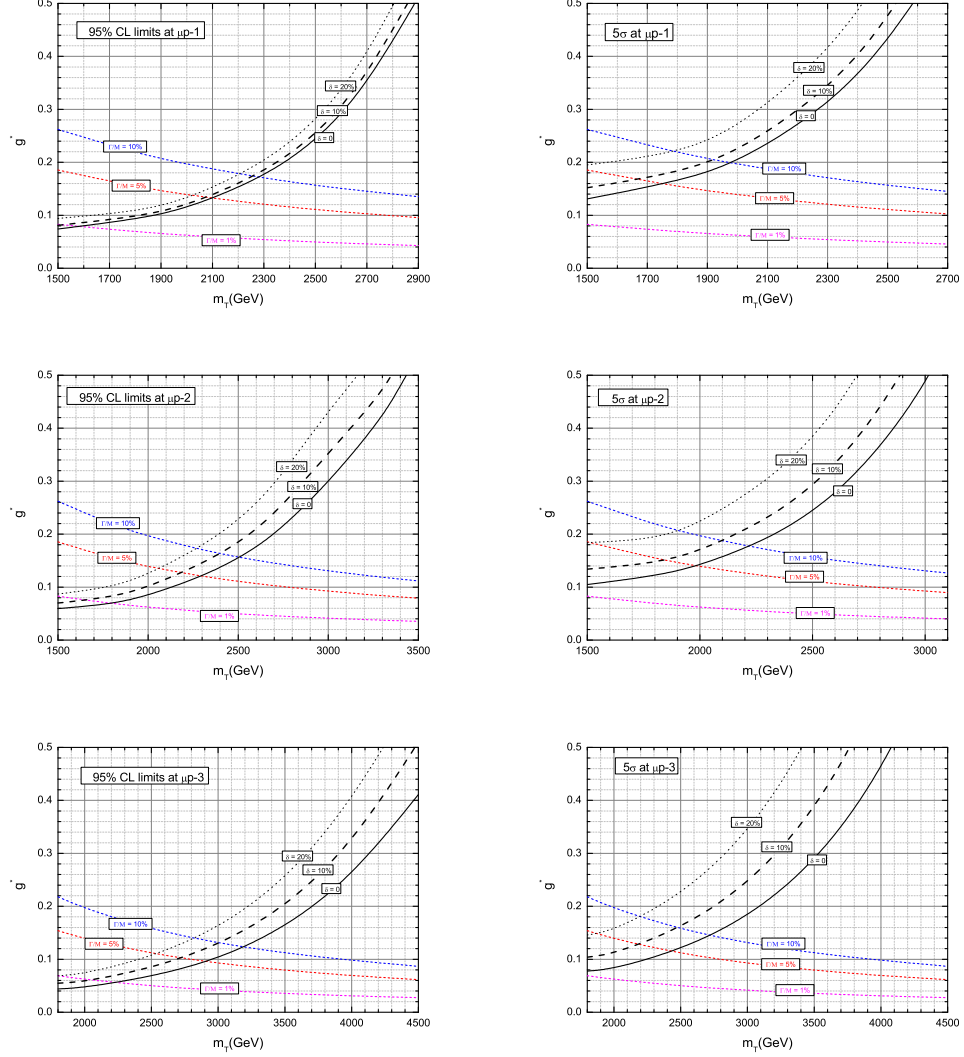 95% CL limits at μp-1
δ = 20%
δ = 10%
δ = 0
Γ/M = 10%
Γ/M = 5%
Γ/M = 1%
0.5
0.4
0.3
0.2
0.1
0.0
g*
1500 1700 1900 2100 2300 2500 2700 2900
m_T(GeV)
5σ at μp-1
δ = 20%
δ = 10%
δ = 0
Γ/M = 10%
Γ/M = 5%
Γ/M = 1%
0.5
0.4
0.3
0.2
0.1
0.0
g*
1500 1700 1900 2100 2300 2500 2700
m_T(GeV)
95% CL limits at μp-2
δ = 20%
δ = 10%
δ = 0
Γ/M = 10%
Γ/M = 5%
Γ/M = 1%
0.5
0.4
0.3
0.2
0.1
0.0
g*
1500 2000 2500 3000 3500
m_T(GeV)
5σ at μp-2
δ = 20%
δ = 10%
δ = 0
Γ/M = 10%
Γ/M = 5%
Γ/M = 1%
0.5
0.4
0.3
0.2
0.1
0.0
g*
1500 2000 2500 3000
m_T(GeV)
95% CL limits at μp-3
δ = 20%
δ = 10%
δ = 0
Γ/M = 10%
Γ/M = 5%
Γ/M = 1%
0.5
0.4
0.3
0.2
0.1
0.0
g*
2000 2500 3000 3500 4000 4500
m_T(GeV)
5σ at μp-3
δ = 20%
δ = 10%
δ = 0
Γ/M = 10%
Γ/M = 5%
Γ/M = 1%
0.5
0.4
0.3
0.2
0.1
0.0
g*
2000 2500 3000 3500 4000 4500
m_T(GeV)